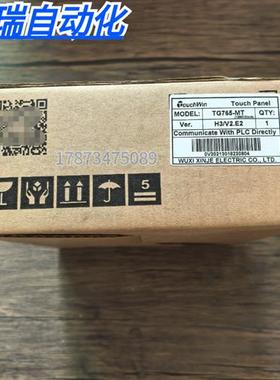 瑞自动化
TouchWin Touch Panel
MODEL: TG765-MT QTY:
Ver. H3/V2.E2 1
Communicate With PLC Directly
WUXI XINJE ELECTRIC CO., LTD.
17873475089
5